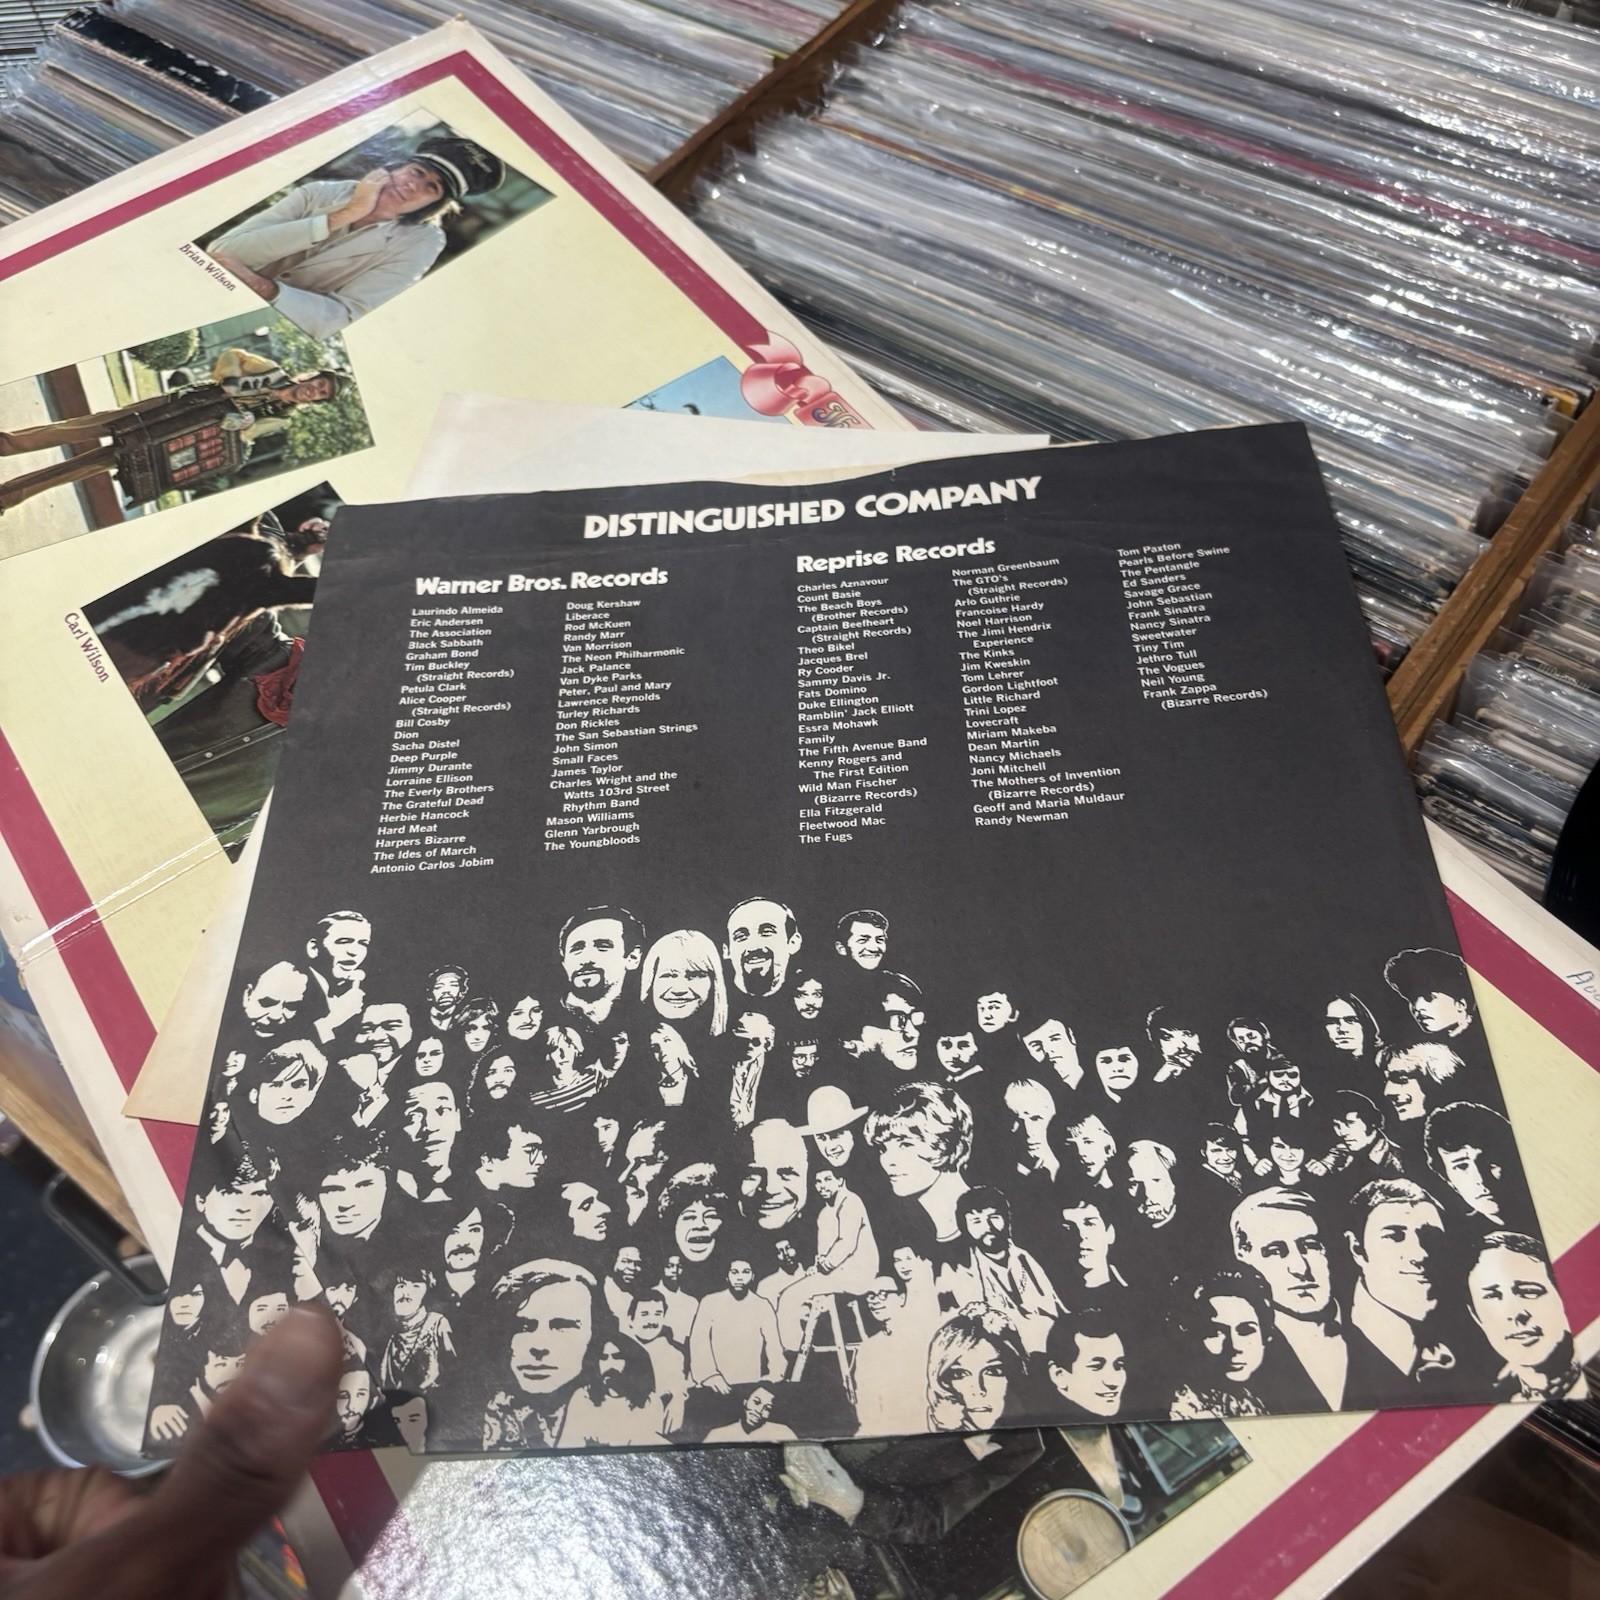 Brian Wilson
Carl Wilson
DISTINGUISHED COMPANY
Warner Bros. Records
Laurindo Almeida
Eric Andersen
The Association
Black Sabbath
Graham Bond
Tim Buckley
(Straight Records)
Petula Clark
Alice Cooper
(Straight Records)
Bill Cosby
Dion
Sacha Distel
Deep Purple
Jimmy Durante
Lorraine Ellison
The Everly Brothers
The Grateful Dead
Herbie Hancock
Hard Meat
Harpers Bizarre
The Ides of March
Antonio Carlos Jobim
Doug Kershaw
Liberace
Rod McKuen
Randy Marr
Van Morrison
The Neon Philharmonic
Jack Palance
Van Dyke Parks
Peter, Paul and Mary
Lawrence Reynolds
Turley Richards
Don Rickles
The San Sebastian Strings
John Simon
Small Faces
James Taylor
Charles Wright and the
Watts 103rd Street
Rhythm Band
Mason Williams
Glenn Yarbrough
The Youngbloods
Reprise Records
Charles Aznavour
Count Basie
The Beach Boys
(Brother Records)
Captain Beefheart
(Straight Records)
Theo Bikel
Jacques Brel
Ry Cooder
Sammy Davis Jr.
Fats Domino
Duke Ellington
Ramblin' Jack Elliott
Essra Mohawk
Family
The Fifth Avenue Band
Kenny Rogers and
The First Edition
Wild Man Fischer
(Bizarre Records)
Ella Fitzgerald
Fleetwood Mac
The Fugs
Norman Greenbaum
The GTO's
(Straight Records)
Arlo Guthrie
Francoise Hardy
Noel Harrison
The Jimi Hendrix
Experience
The Kinks
Jim Kweskin
Tom Lehrer
Gordon Lightfoot
Little Richard
Trini Lopez
Lovecraft
Miriam Makeba
Dean Martin
Nancy Michaels
Joni Mitchell
The Mothers of Invention
(Bizarre Records)
Geoff and Maria Muldaur
Randy Newman
Tom Paxton
Pearls Before Swine
The Pentangle
Ed Sanders
Savage Grace
John Sebastian
Frank Sinatra
Nancy Sinatra
Sweetwater
Tiny Tim
Jethro Tull
The Vogues
Neil Young
Frank Zappa
(Bizarre Records)